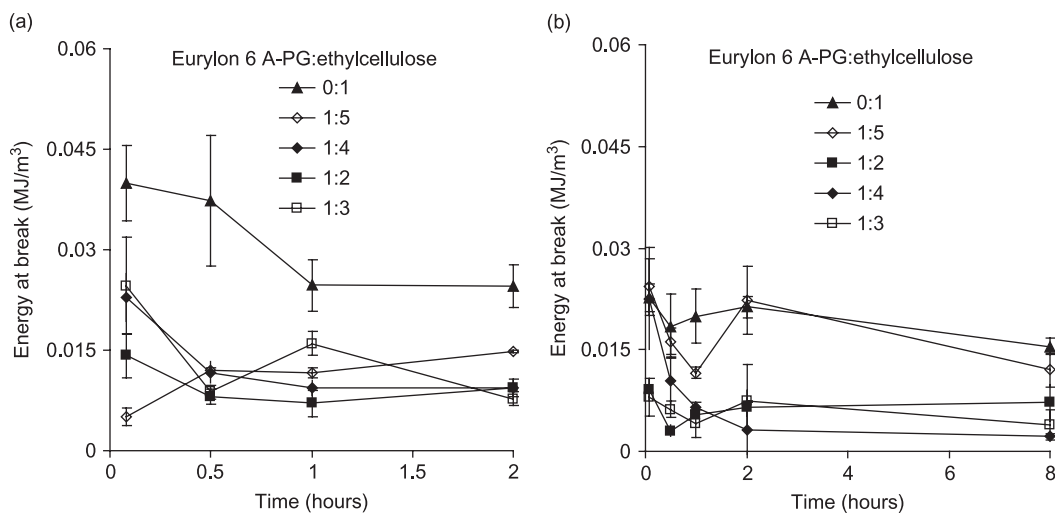 (a)
Eurylon 6 A-PG:ethylcellulose
0:1
1:5
1:4
1:2
1:3
Energy at break (MJ/m³)
0.06
0.045
0.03
0.015
0
0 0.5 1 1.5 2
Time (hours)
(b)
Eurylon 6 A-PG:ethylcellulose
0:1
1:5
1:2
1:4
1:3
Energy at break (MJ/m³)
0.06
0.045
0.03
0.015
0
0 2 4 6 8
Time (hours)